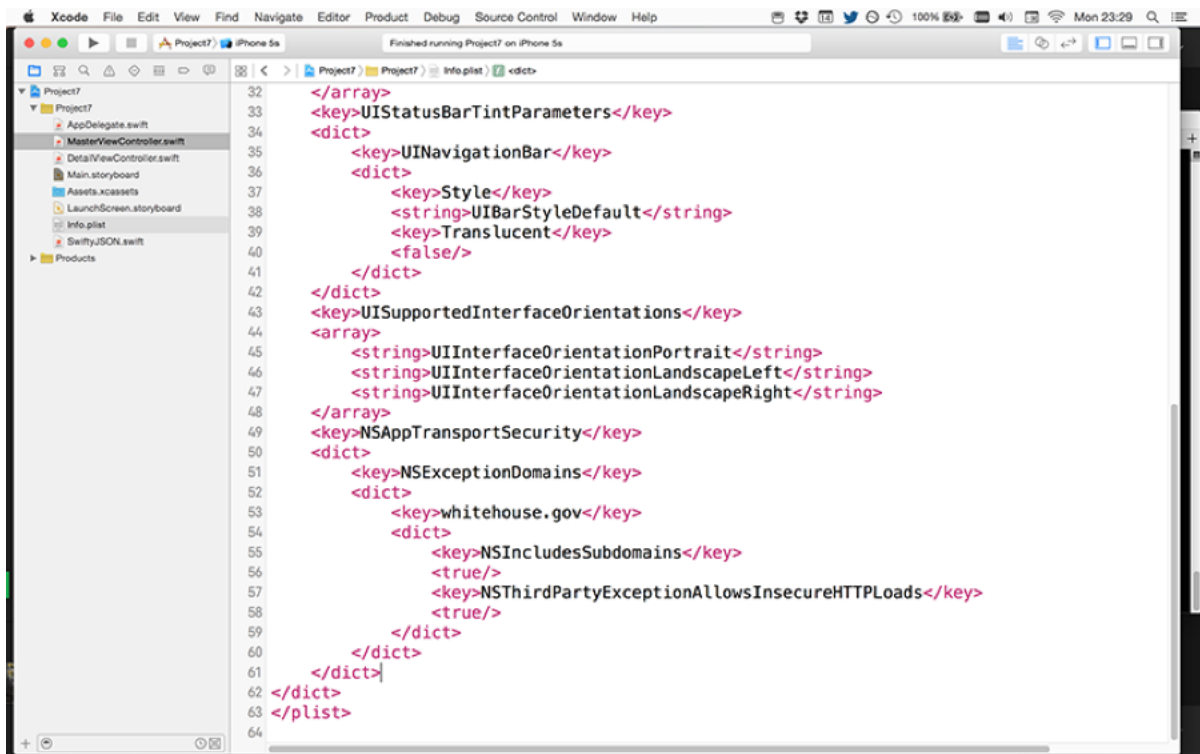 Xcode File Edit View Find Navigate Editor Product Debug Source Control Window Help 14 100% Mon 23:29
Project7 iPhone 5s Finished running Project7 on iPhone 5s
Project7 Project7 Info.plist <dict>
Project7
Project7
AppDelegate.swift
MasterViewController.swift
DetailViewController.swift
Main.storyboard
Assets.xcassets
LaunchScreen.storyboard
Info.plist
SwiftyJSON.swift
Products
32 </array>
33 <key>UIStatusBarTintParameters</key>
34 <dict>
35 <key>UINavigationBar</key>
36 <dict>
37 <key>Style</key>
38 <string>UIBarStyleDefault</string>
39 <key>Translucent</key>
40 <false/>
41 </dict>
42 </dict>
43 <key>UISupportedInterfaceOrientations</key>
44 <array>
45 <string>UIInterfaceOrientationPortrait</string>
46 <string>UIInterfaceOrientationLandscapeLeft</string>
47 <string>UIInterfaceOrientationLandscapeRight</string>
48 </array>
49 <key>NSAppTransportSecurity</key>
50 <dict>
51 <key>NSExceptionDomains</key>
52 <dict>
53 <key>whitehouse.gov</key>
54 <dict>
55 <key>NSIncludesSubdomains</key>
56 <true/>
57 <key>NSThirdPartyExceptionAllowsInsecureHTTPLoads</key>
58 <true/>
59 </dict>
60 </dict>
61 </dict>
62 </dict>
63 </plist>
64